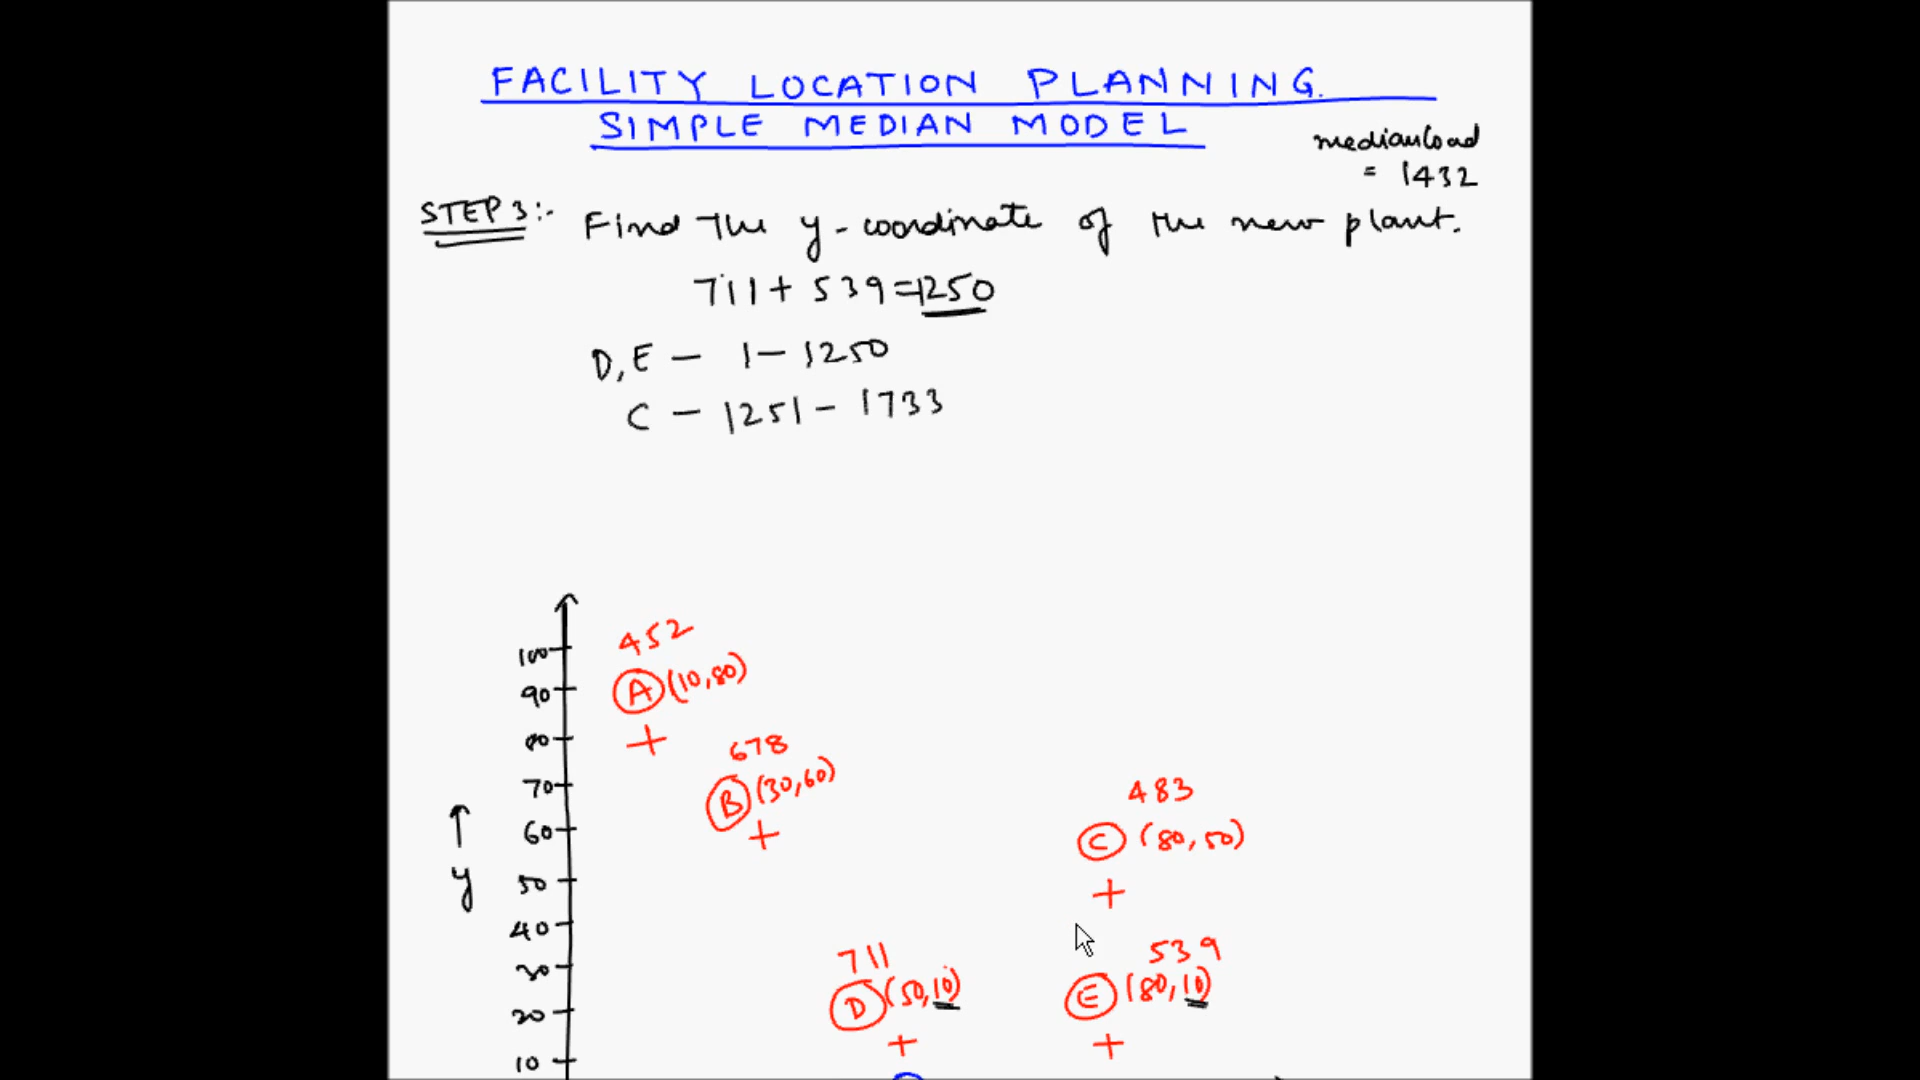 FACILITY LOCATION PLANNING.
SIMPLE MEDIAN MODEL
median load
= 1432
STEP 3:- Find the y-coordinate of the new plant.
711 + 539 = 1250
D, E - 1 - 1250
C - 1251 - 1733
100
90
80
70
60
50
40
30
20
10
y
452
A (10,80)
678
B (30,60)
483
C (80,50)
711
D (50,10)
539
E (80,10)